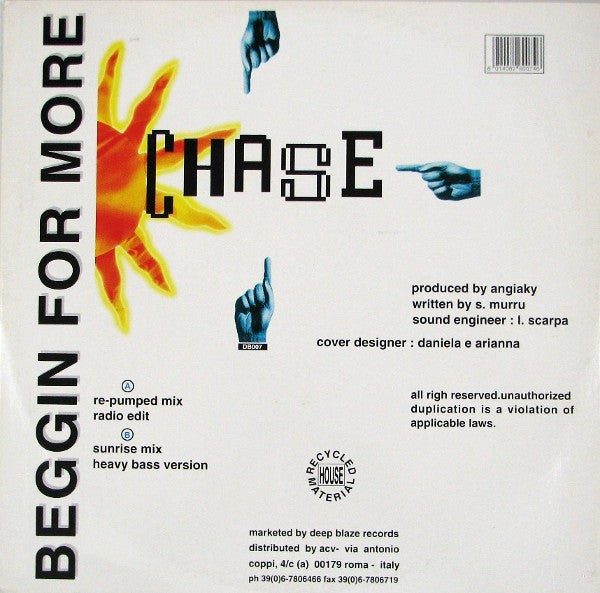 BEGGIN FOR MORE
CHASE
8 014090 960746
produced by angiaky
written by s. murru
sound engineer : l. scarpa
cover designer : daniela e arianna
DB007
A
re-pumped mix
radio edit
B
sunrise mix
heavy bass version
all righ reserved.unauthorized
duplication is a violation of
applicable laws.
RECYCLED
HOUSE
MATERIAL
marketed by deep blaze records
distributed by acv- via antonio
coppi, 4/c (a) 00179 roma - italy
ph 39(0)6-7806466 fax 39(0)6-7806719